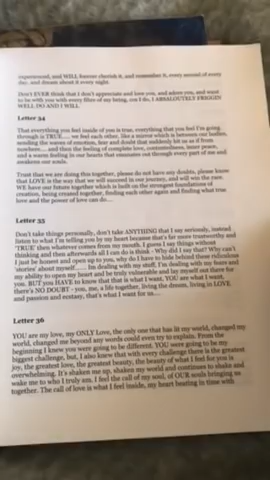 experienced, and WILL forever cherish it, and remember it, every second of every
day, and dream about it every night.
Don't EVER think that I don't appreciate and love you, and adore you, and want
to be with you with every fibre of my being, cos I do, I ABSALOUTELY FRIGGIN
WELL DO AND I WILL
Letter 34
That everything you feel inside of you is true, everything that you feel I'm going
through is TRUE.... we feel each other, like a mirror which is between our bodies,
sending the waves of emotion, fear and doubt that suddenly hit us as if from
nowhere.... and then the feeling of complete love, contentedness, inner peace,
and a warm feeling in our hearts that emanates out through every part of me and
awakens our souls.
Trust that we are doing this together, please do not have any doubts, please know
that LOVE is the way that we will succeed in our journey, and will win the race.
WE have our future together which is built on the strongest foundations of
creation, being created together, finding each other again and finding what true
love and the power of love can do...
Letter 35
Don't take things personally, don't take ANYTHING that I say seriously, instead
listen to what I'm telling you by my heart because that's far more trustworthy and
'TRUE' than whatever comes from my mouth. I guess I say things without
thinking and then afterwards all I can do is think - Why did I say that!? Why can't
I just be honest and open up to you, why do I have to hide behind these ridiculous
'stories' about myself...... Im dealing with my stuff, I'm dealing with my fears and
my ability to open my heart and be truly vulnerable and lay myself out there for
you. BUT you HAVE to know that that is what I want, YOU are what I want,
there's NO DOUBT - you, me, a life together, living the dream, living in LOVE
and passion and ecstasy, that's what I want for us...
Letter 36
YOU are my love, my ONLY Love, the only one that has lit my world, changed my
world, changed me beyond any words could even try to explain. From the
beginning I knew you were going to be different. YOU were going to be my
biggest challenge, but, I also knew that with every challenge there is the greatest
joy, the greatest love, the greatest beauty, the beauty of what I feel for you is
overwhelming. It's shaken me up, shaken my world and continues to shake and
wake me to who I truly am. I feel the call of my soul, of OUR souls bringing us
together. The call of love is what I feel inside, my heart beating in time with